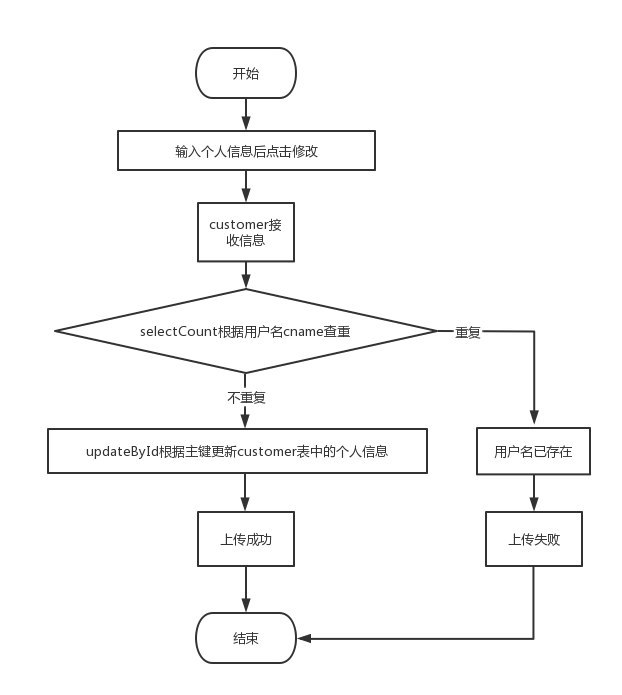 开始
输入个人信息后点击修改
customer接
收信息
selectCount根据用户名cname查重
重复
不重复
updateById根据主键更新customer表中的个人信息
用户名已存在
上传成功
上传失败
结束